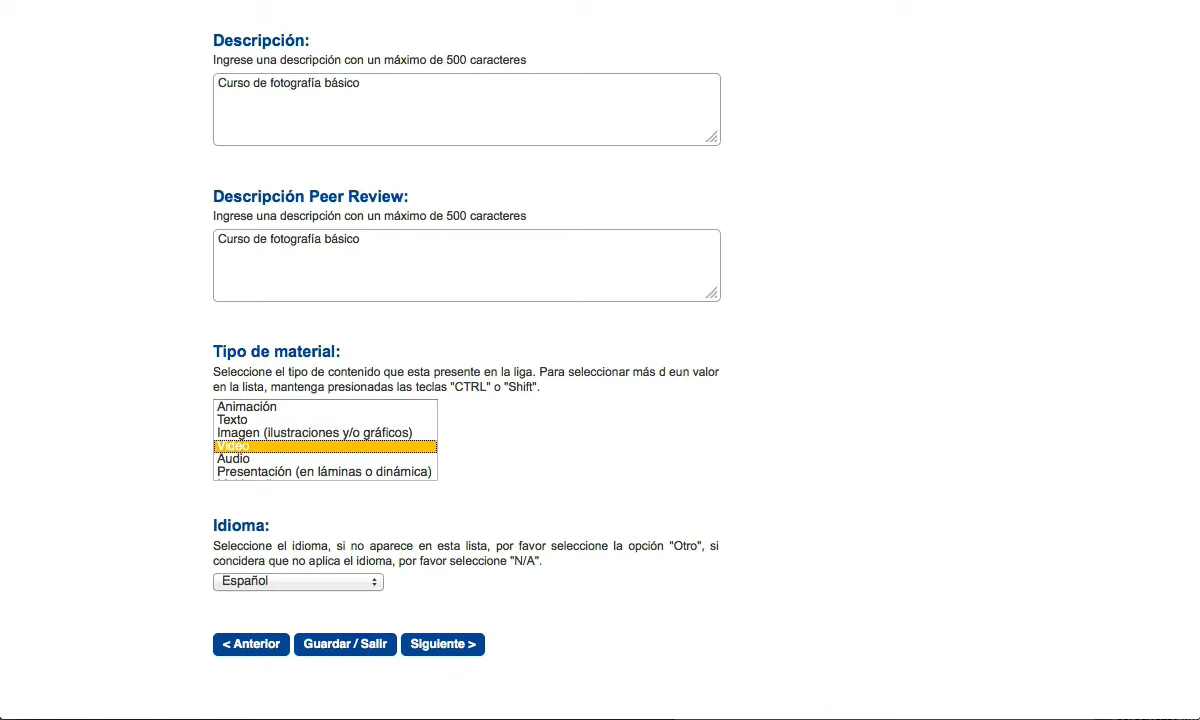 Descripción:
Ingrese una descripción con un máximo de 500 caracteres
Curso de fotografía básico
Descripción Peer Review:
Ingrese una descripción con un máximo de 500 caracteres
Curso de fotografía básico
Tipo de material:
Seleccione el tipo de contenido que esta presente en la liga. Para seleccionar más d eun valor
en la lista, mantenga presionadas las teclas "CTRL" o "Shift".
Animación
Texto
Imagen (ilustraciones y/o gráficos)
Video
Audio
Presentación (en láminas o dinámica)
Idioma:
Seleccione el idioma, si no aparece en esta lista, por favor seleccione la opción "Otro", si
concidera que no aplica el idioma, por favor seleccione "N/A".
Español
< Anterior Guardar / Salir Siguiente >